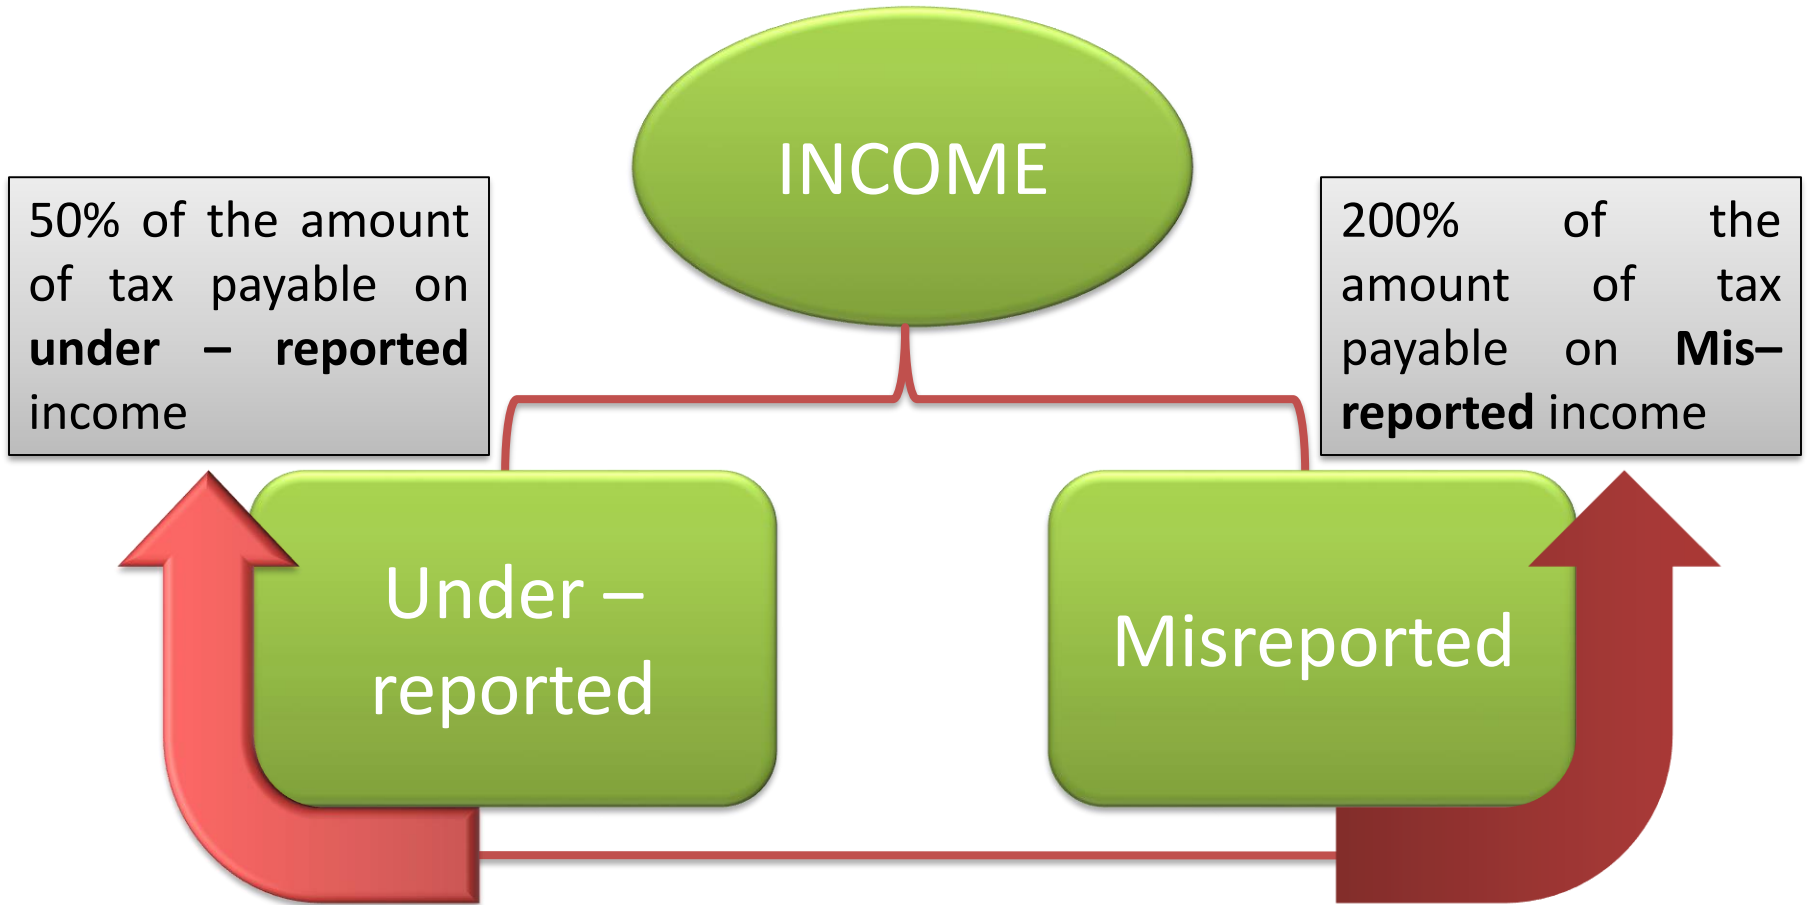 INCOME
50% of the amount
of tax payable on
under – reported
income
200% of the
amount of tax
payable on Mis–
reported income
Under –
reported
Misreported